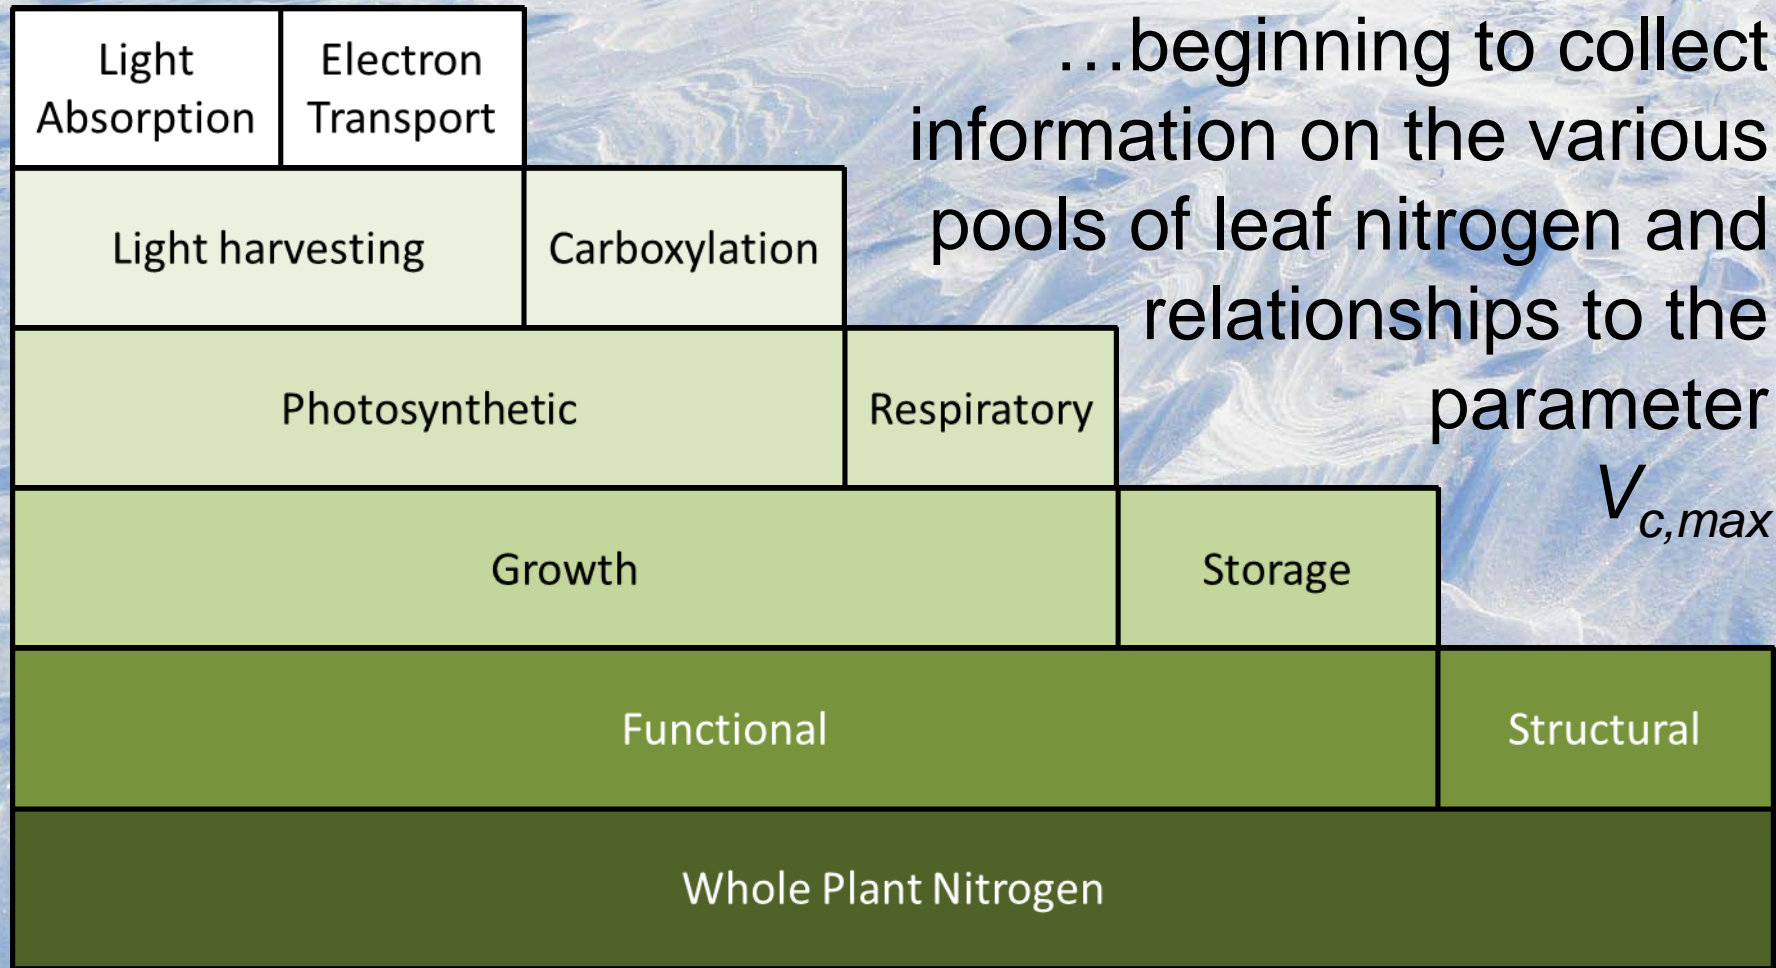 Light
Absorption
Electron
Transport
…beginning to collect
information on the various
pools of leaf nitrogen and
relationships to the
parameter
V_c,max
Light harvesting
Carboxylation
Photosynthetic
Respiratory
Growth
Storage
Functional
Structural
Whole Plant Nitrogen